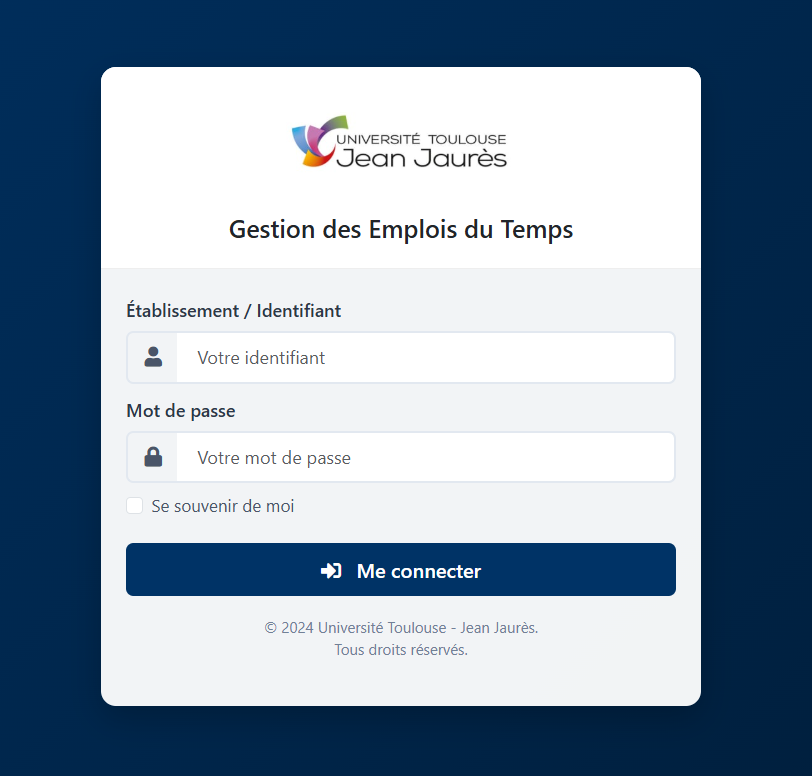 UNIVERSITÉ TOULOUSE
Jean Jaurès
Gestion des Emplois du Temps
Établissement / Identifiant
Votre identifiant
Mot de passe
Votre mot de passe
Se souvenir de moi
Me connecter
© 2024 Université Toulouse - Jean Jaurès.
Tous droits réservés.